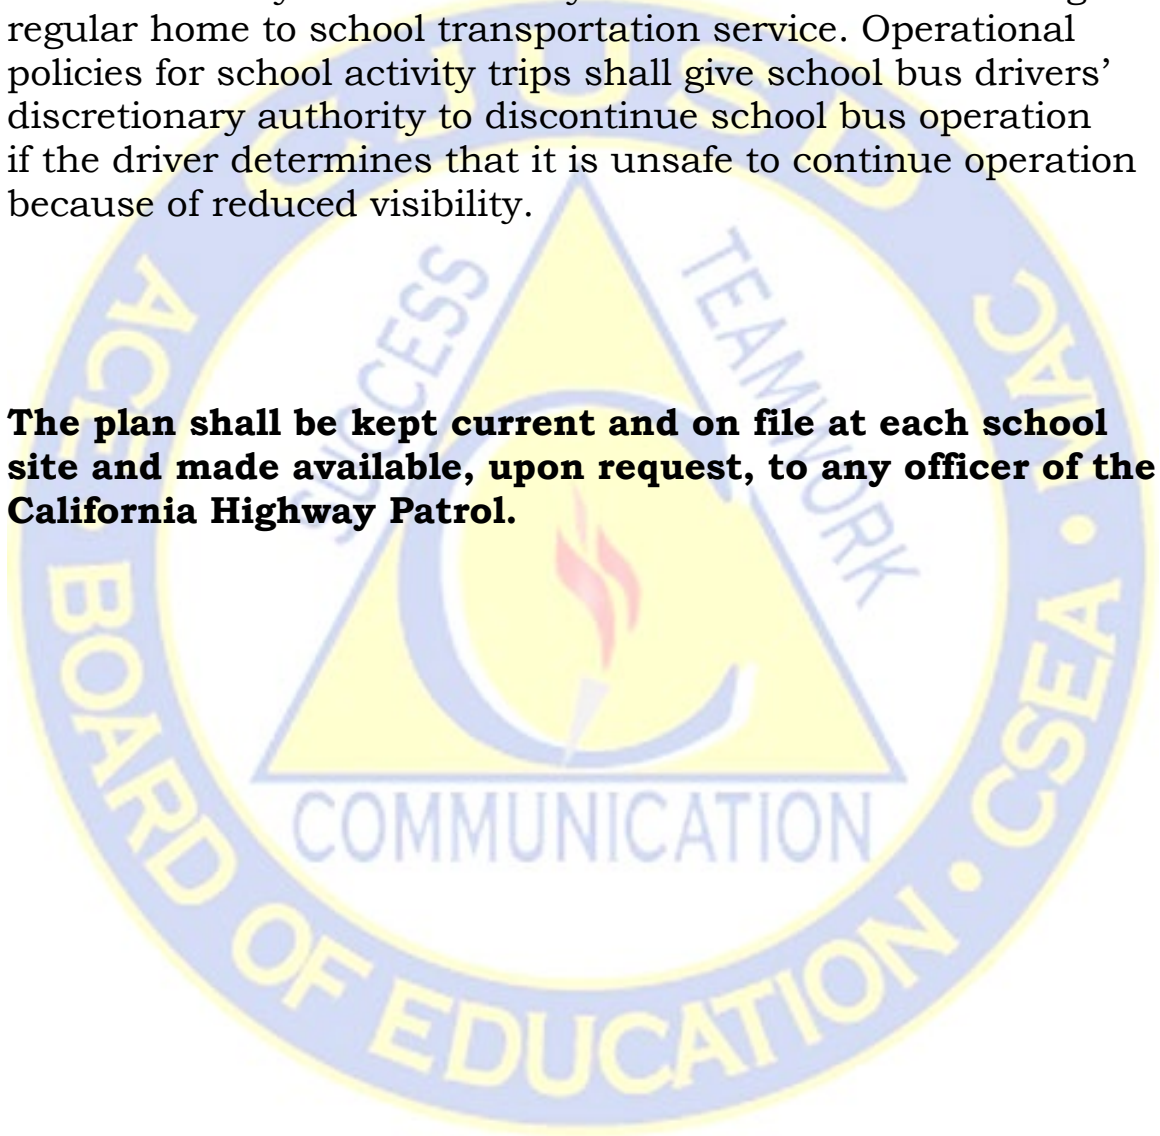 regular home to school transportation service. Operational
policies for school activity trips shall give school bus drivers’
discretionary authority to discontinue school bus operation
if the driver determines that it is unsafe to continue operation
because of reduced visibility.
The plan shall be kept current and on file at each school
site and made available, upon request, to any officer of the
California Highway Patrol.
CJUSD
ACE • BOARD OF EDUCATION • CSEA • MAC
SUCCESS
TEAMWORK
COMMUNICATION